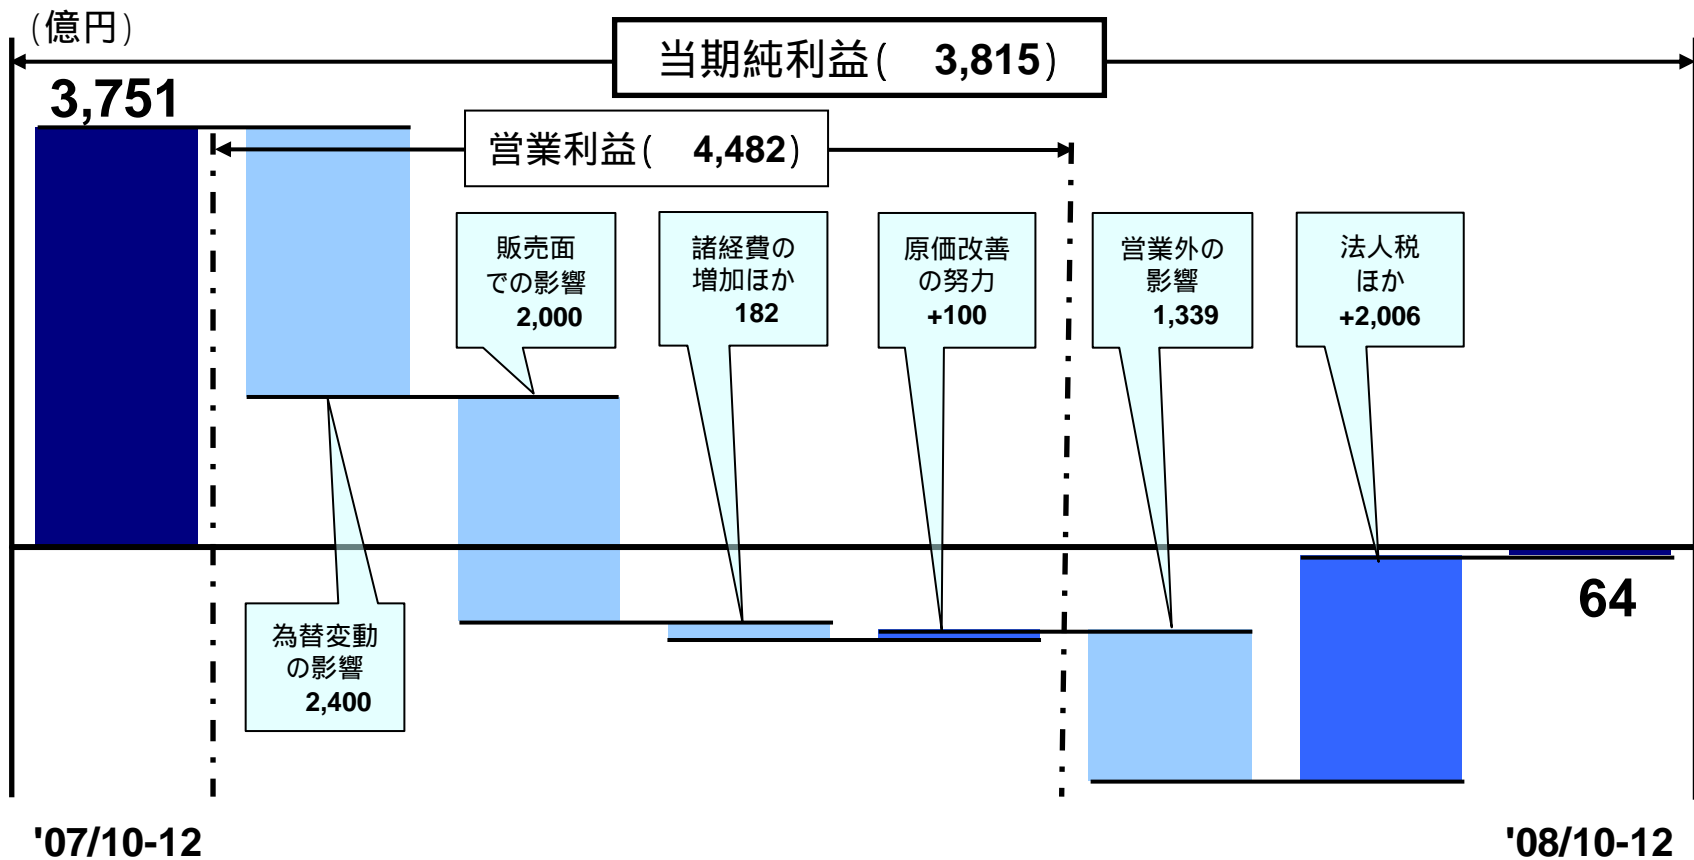 (億円)
当期純利益( 3,815)
3,751
営業利益( 4,482)
販売面
での影響
2,000
諸経費の
増加ほか
182
原価改善
の努力
+100
営業外の
影響
1,339
法人税
ほか
+2,006
為替変動
の影響
2,400
64
'07/10-12
'08/10-12